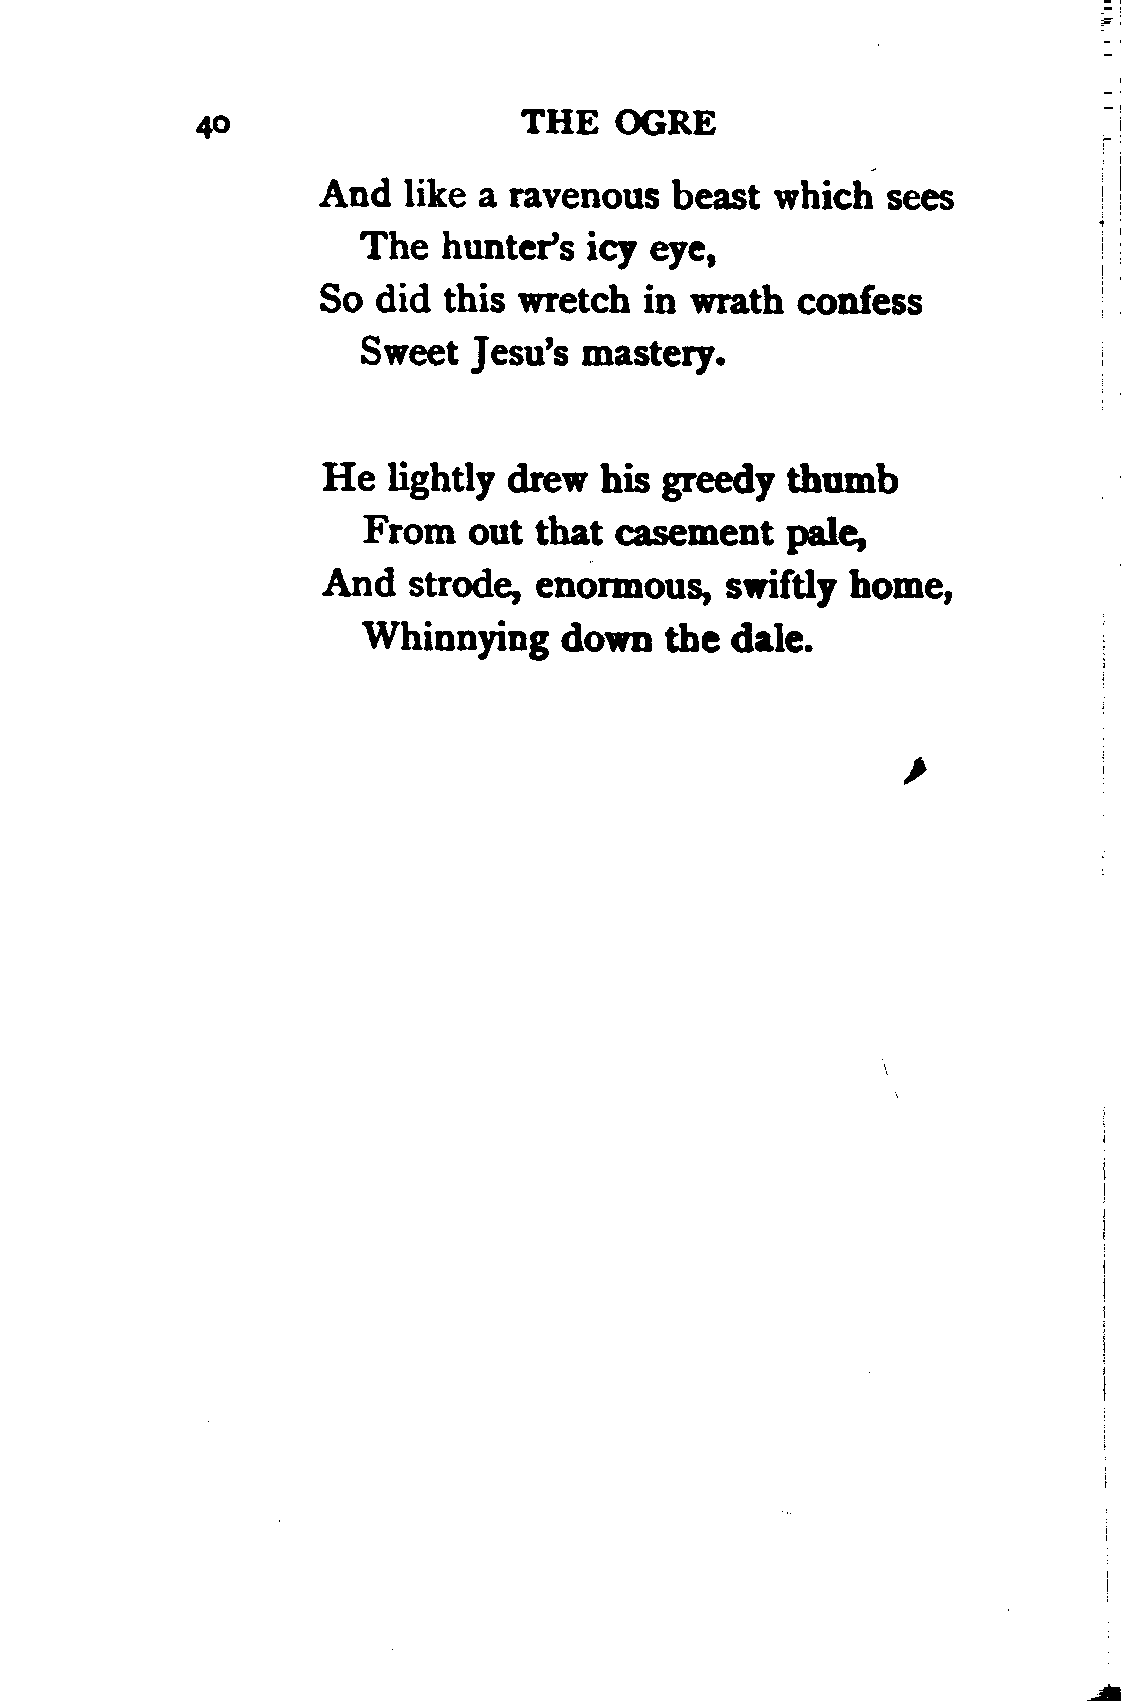 40 THE OGRE
And like a ravenous beast which sees
The hunter's icy eye,
So did this wretch in wrath confess
Sweet Jesu's mastery.
He lightly drew his greedy thumb
From out that casement pale,
And strode, enormous, swiftly home,
Whinnying down the dale.